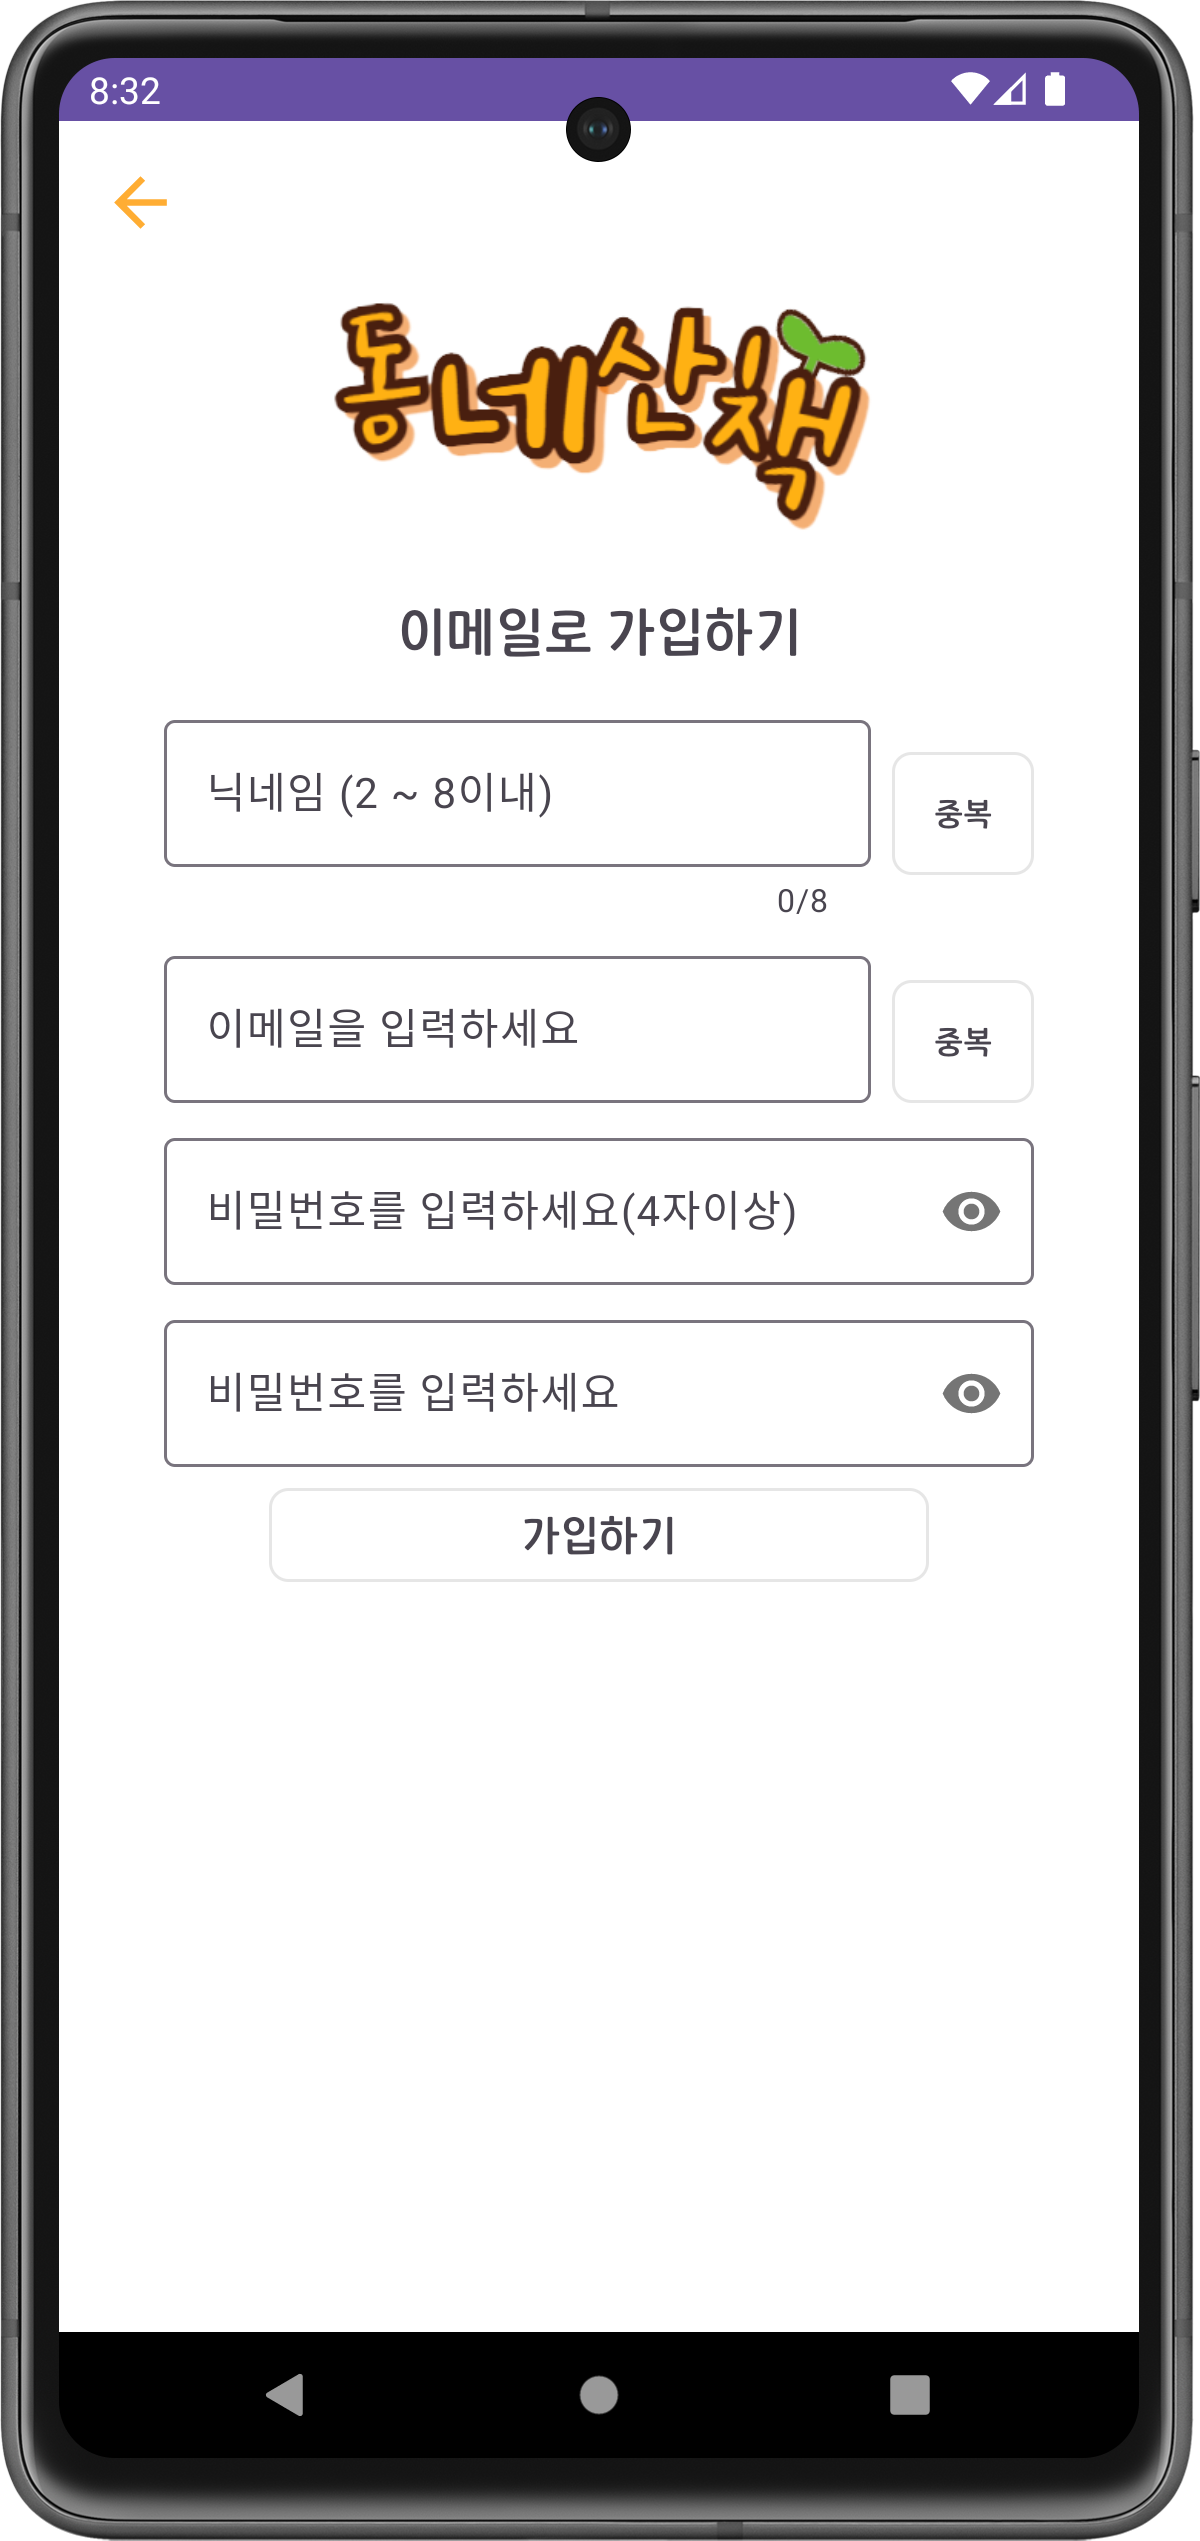 8:32
동네산책
이메일로 가입하기
닉네임 (2 ~ 8이내)
중복
0/8
이메일을 입력하세요
중복
비밀번호를 입력하세요(4자이상)
비밀번호를 입력하세요
가입하기